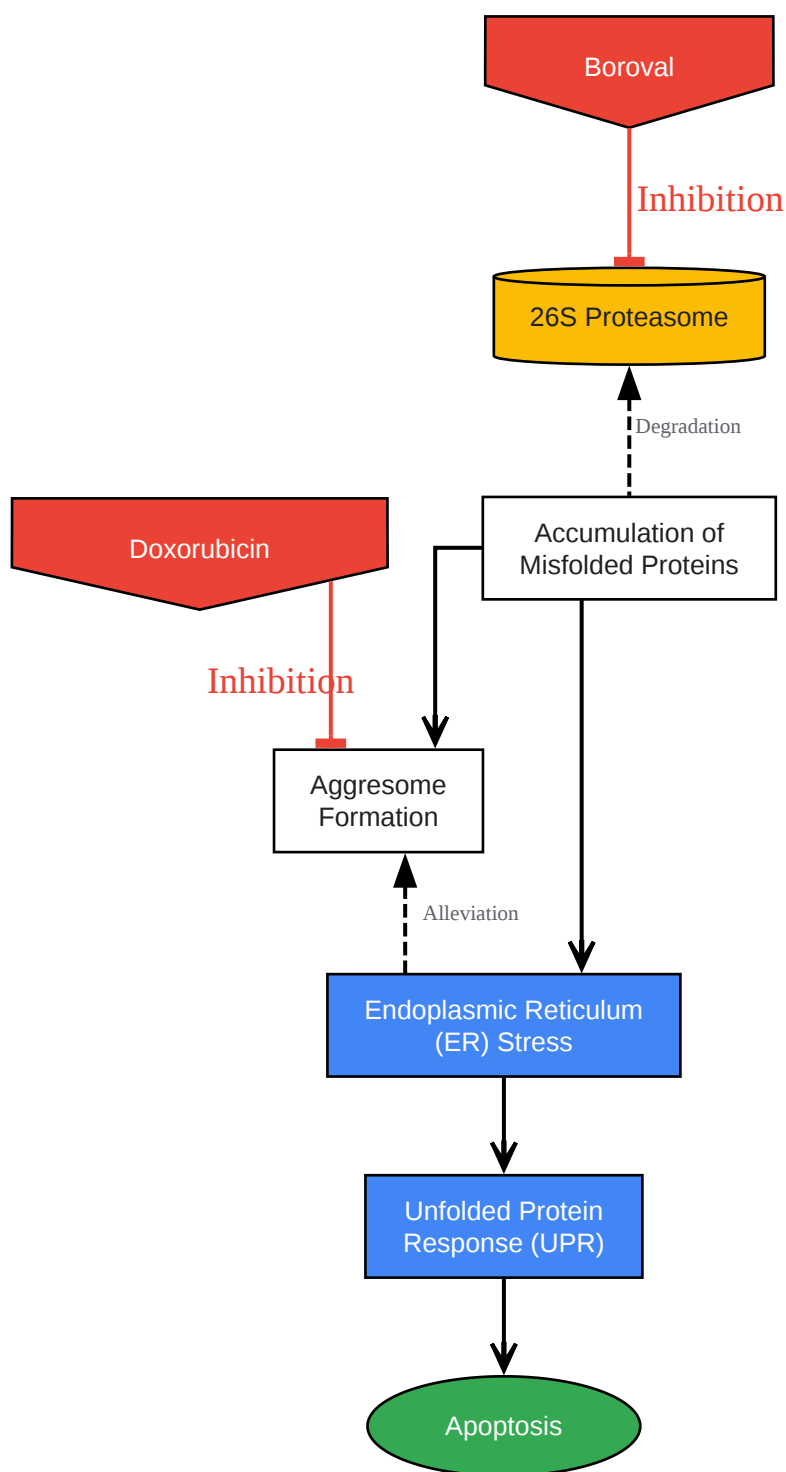 Boroval
Inhibition
26S Proteasome
Degradation
Accumulation of
Misfolded Proteins
Doxorubicin
Inhibition
Aggresome
Formation
Alleviation
Endoplasmic Reticulum
(ER) Stress
Unfolded Protein
Response (UPR)
Apoptosis